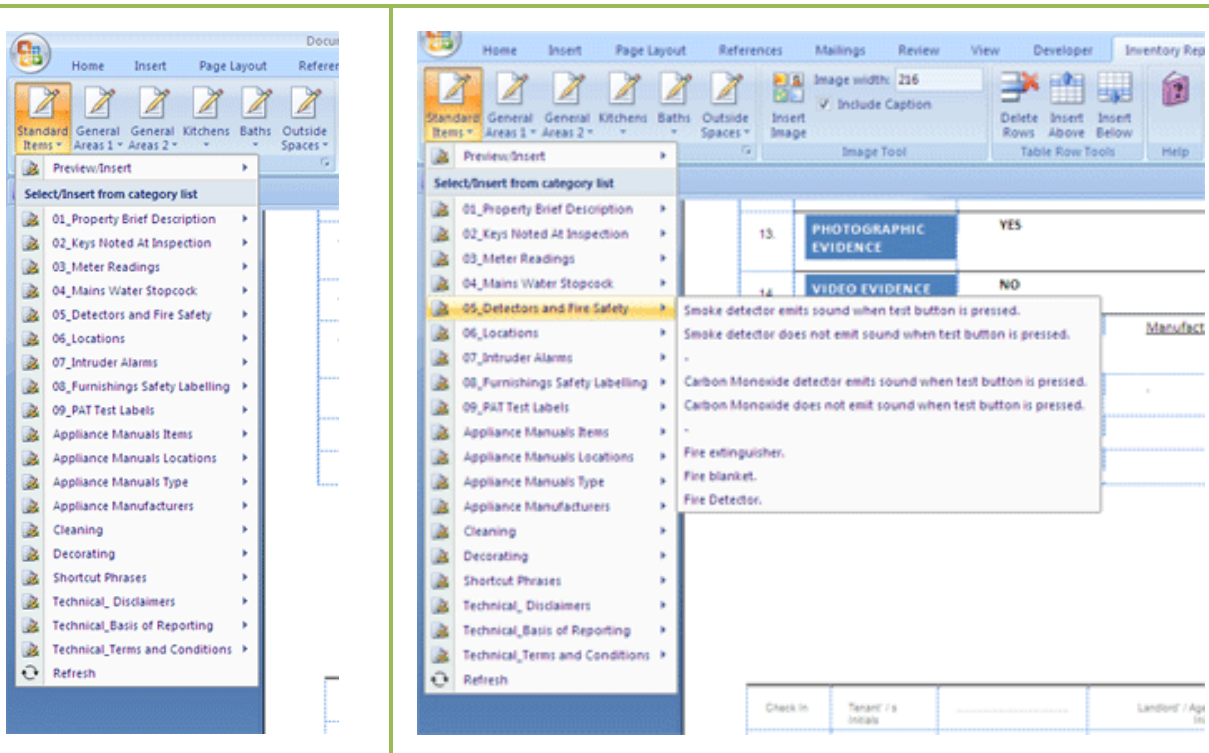 Docu
Home Insert Page Layout Referer
Standard Items General Areas 1 General Areas 2 Kitchens Baths Outside Spaces
Preview/Insert
Select/Insert from category list
01_Property Brief Description
02_Keys Noted At Inspection
03_Meter Readings
04_Mains Water Stopcock
05_Detectors and Fire Safety
06_Locations
07_Intruder Alarms
08_Furnishings Safety Labelling
09_PAT Test Labels
Appliance Manuals Items
Appliance Manuals Locations
Appliance Manuals Type
Appliance Manufacturers
Cleaning
Decorating
Shortcut Phrases
Technical_ Disclaimers
Technical_Basis of Reporting
Technical_Terms and Conditions
Refresh
Home Insert Page Layout References Mailings Review View Developer Inventory Rep
Standard Items General Areas 1 General Areas 2 Kitchens Baths Outside Spaces
Insert Image
Image width: 216
Include Caption
Image Tool
Delete Rows Insert Above Insert Below
Table Row Tools
Help
Preview/Insert
Select/Insert from category list
01_Property Brief Description
02_Keys Noted At Inspection
03_Meter Readings
04_Mains Water Stopcock
05_Detectors and Fire Safety
06_Locations
07_Intruder Alarms
08_Furnishings Safety Labelling
09_PAT Test Labels
Appliance Manuals Items
Appliance Manuals Locations
Appliance Manuals Type
Appliance Manufacturers
Cleaning
Decorating
Shortcut Phrases
Technical_ Disclaimers
Technical_Basis of Reporting
Technical_Terms and Conditions
Refresh
13. PHOTOGRAPHIC EVIDENCE YES
14 VIDEO EVIDENCE NO
Manufact
Smoke detector emits sound when test button is pressed.
Smoke detector does not emit sound when test button is pressed.
-
Carbon Monoxide detector emits sound when test button is pressed.
Carbon Monoxide does not emit sound when test button is pressed.
-
Fire extinguisher.
Fire blanket.
Fire Detector.
Check In Tenant' / s Initials Landlord' / Age